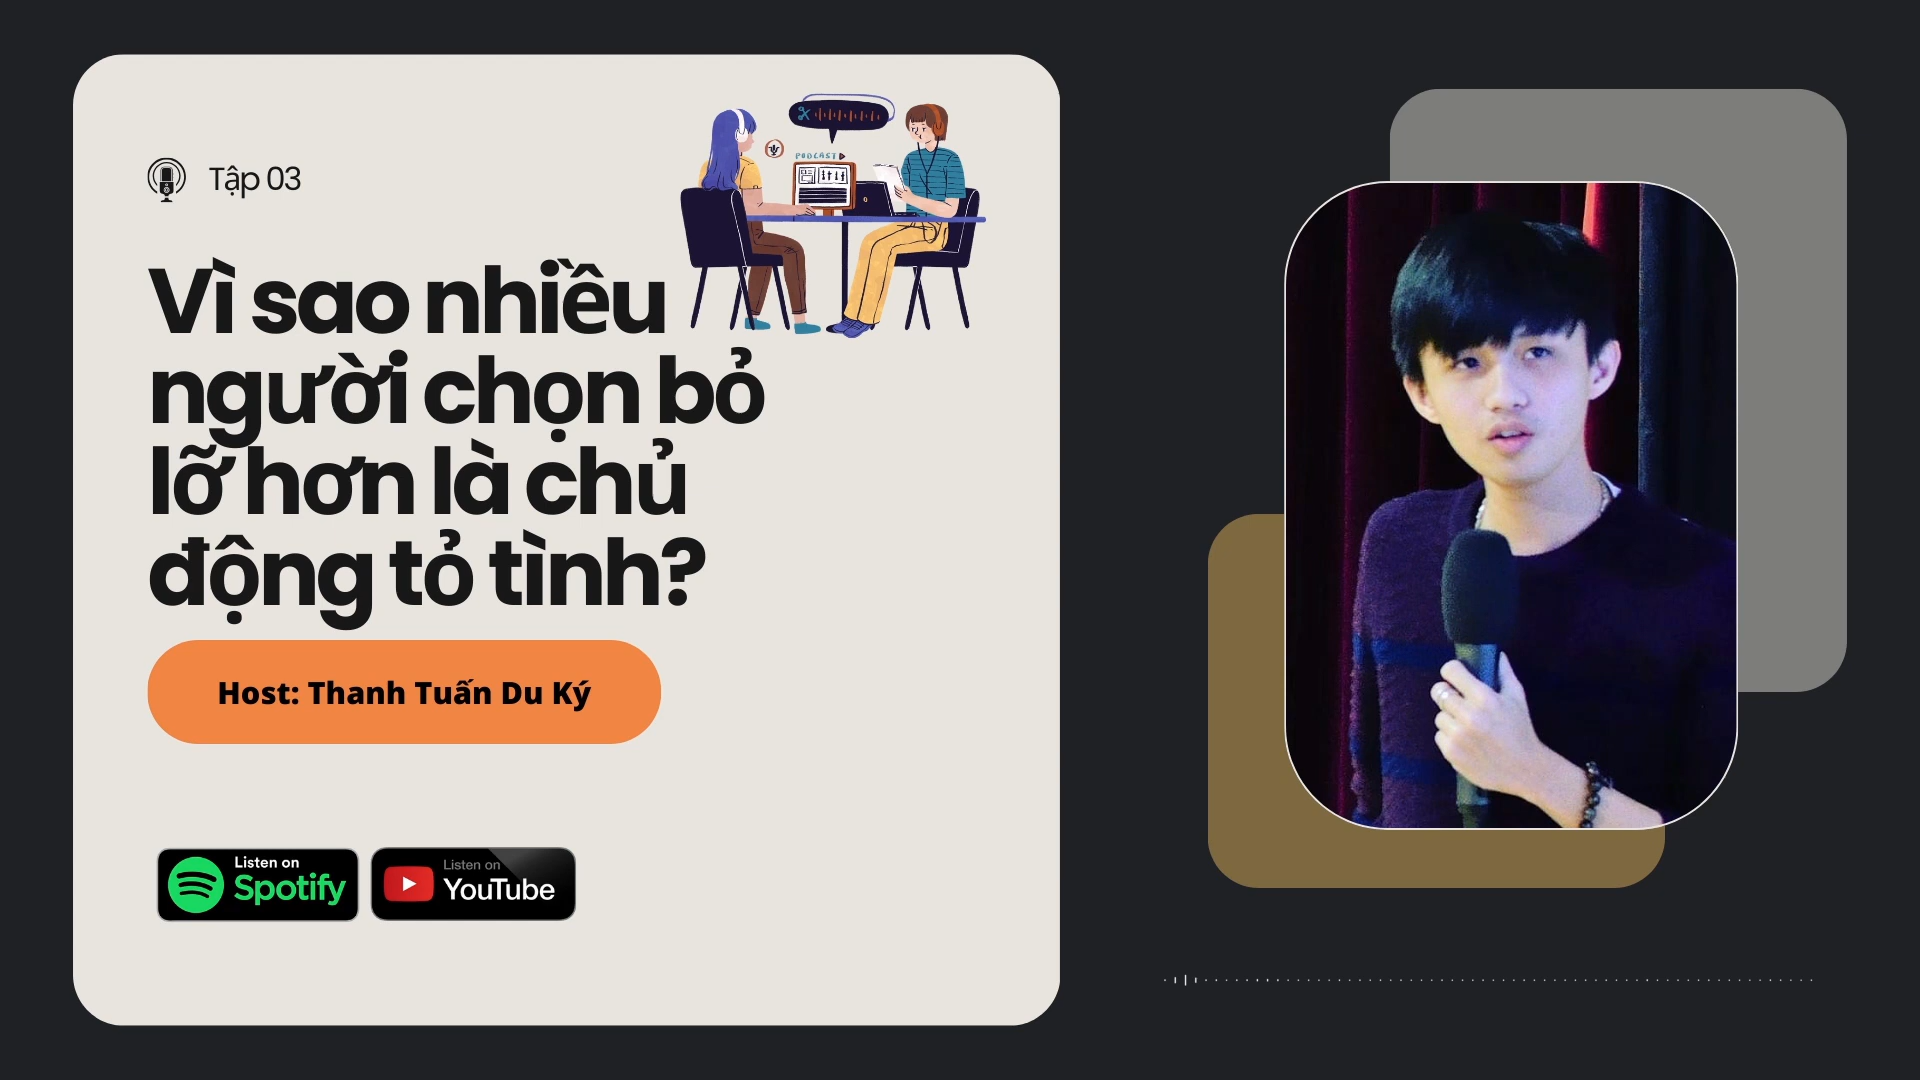 Tập 03
PODCAST
Vì sao nhiều
người chọn bỏ
lỡ hơn là chủ
động tỏ tình?
Host: Thanh Tuấn Du Ký
Listen on
Spotify
Listen on
YouTube